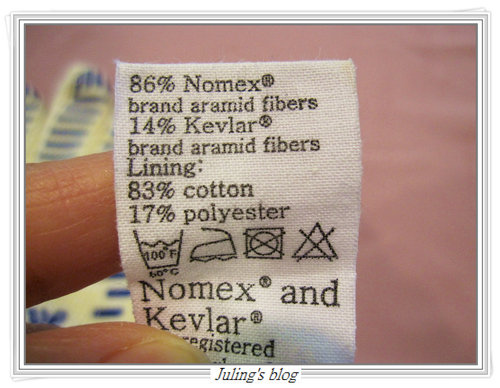 86% Nomex®
brand aramid fibers
14% Kevlar®
brand aramid fibers
Lining:
83% cotton
17% polyester
100 F
60°C
Nomex® and
Kevlar®
registered
Juling's blog